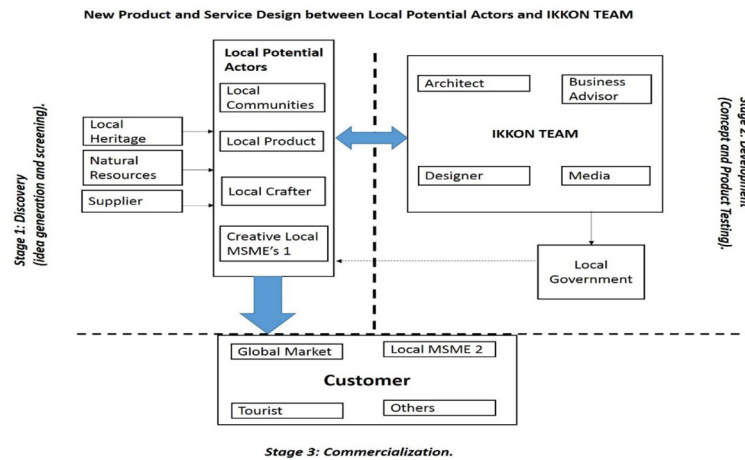 New Product and Service Design between Local Potential Actors and IKKON TEAM
Local Potential
Actors
Local
Communities
Local Product
Local Crafter
Creative Local
MSME's 1
Local
Heritage
Natural
Resources
Supplier
Stage 1: Discovery
(idea generation and screening).
Architect
Business
Advisor
IKKON TEAM
Designer
Media
Local
Government
Stage 2: Development
(Concept and Product Testing).
Global Market
Local MSME 2
Customer
Tourist
Others
Stage 3: Commercialization.